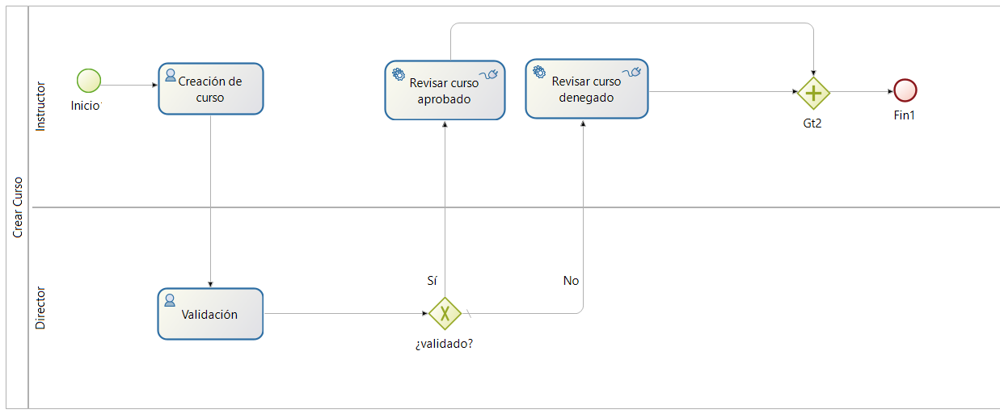 Crear Curso
Instructor
Inicio
Creación de
curso
Revisar curso
aprobado
Revisar curso
denegado
Gt2
Fin1
Director
Validación
Sí
No
¿validado?